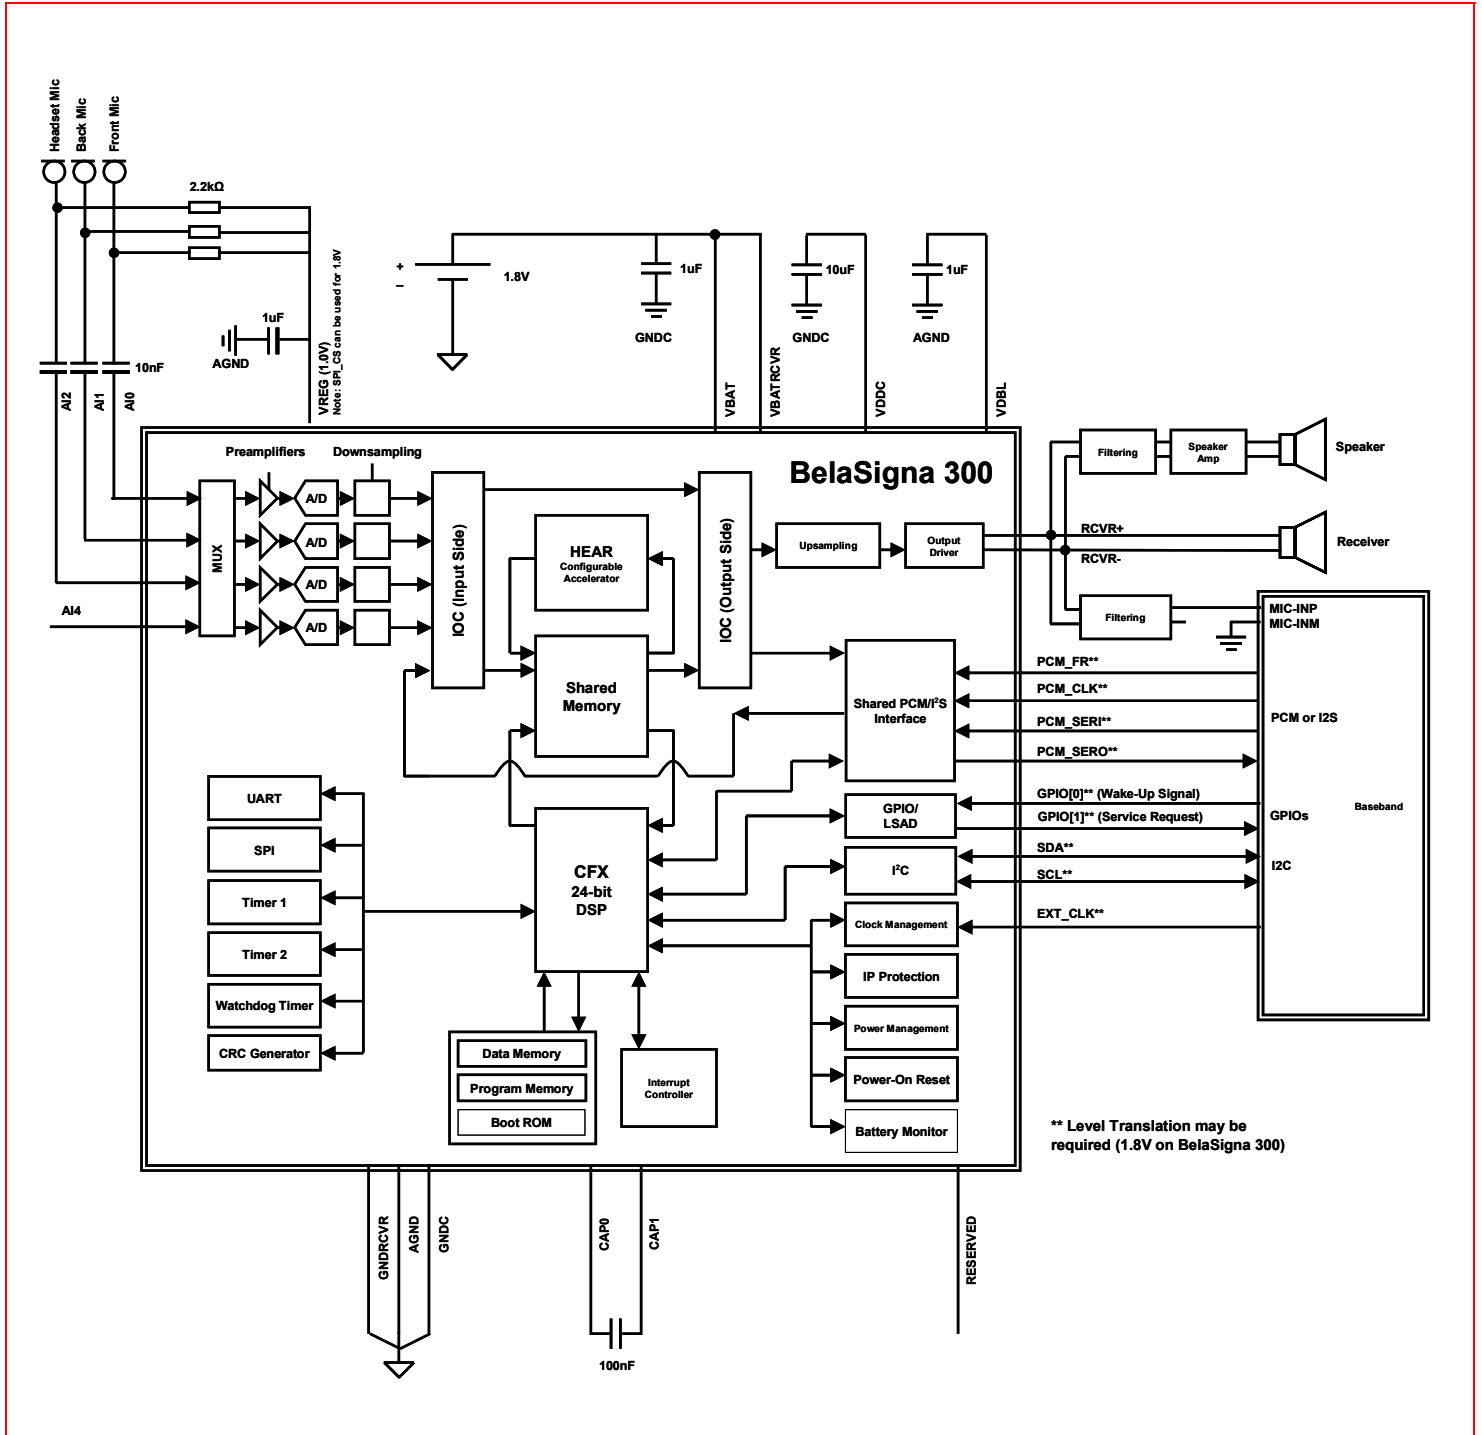 Headset Mic
Back Mic
Front Mic
2.2kΩ
1uF
AGND
VREG (1.0V)
Note: SPI_CS can be used for 1.8V
10nF
AI2
AI1
AI0
+
–
1.8V
1uF
GNDC
10uF
GNDC
1uF
AGND
VBAT
VBATRCVR
VDDC
VDBL
BelaSigna 300
Preamplifiers
Downsampling
MUX
A/D
A/D
A/D
A/D
AI4
IOC (Input Side)
HEAR
Configurable
Accelerator
Shared
Memory
IOC (Output Side)
Upsampling
Output
Driver
Filtering
Speaker
Amp
Speaker
RCVR+
RCVR-
Receiver
Filtering
MIC-INP
MIC-INM
Shared PCM/I²S
Interface
PCM_FR**
PCM_CLK**
PCM_SERI**
PCM_SERO**
PCM or I2S
GPIO/
LSAD
GPIO[0]** (Wake-Up Signal)
GPIO[1]** (Service Request)
GPIOs
Baseband
I²C
SDA**
SCL**
I2C
Clock Management
EXT_CLK**
IP Protection
Power Management
Power-On Reset
Battery Monitor
UART
SPI
Timer 1
Timer 2
Watchdog Timer
CRC Generator
CFX
24-bit
DSP
Data Memory
Program Memory
Boot ROM
Interrupt
Controller
** Level Translation may be
required (1.8V on BelaSigna 300)
GNDRCVR
AGND
GNDC
CAP0
CAP1
100nF
RESERVED